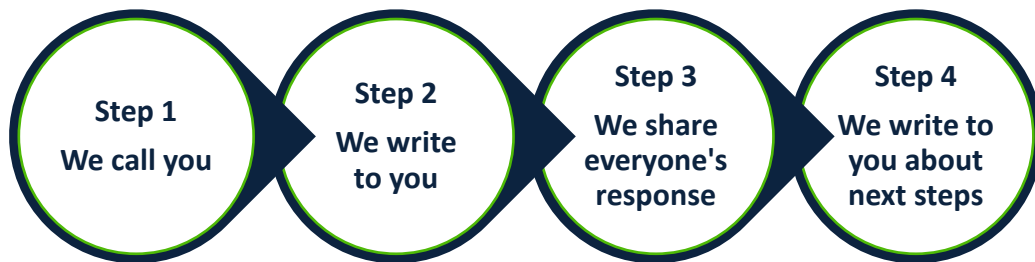 Step 1
We call you
Step 2
We write
to you
Step 3
We share
everyone's
response
Step 4
We write to
you about
next steps